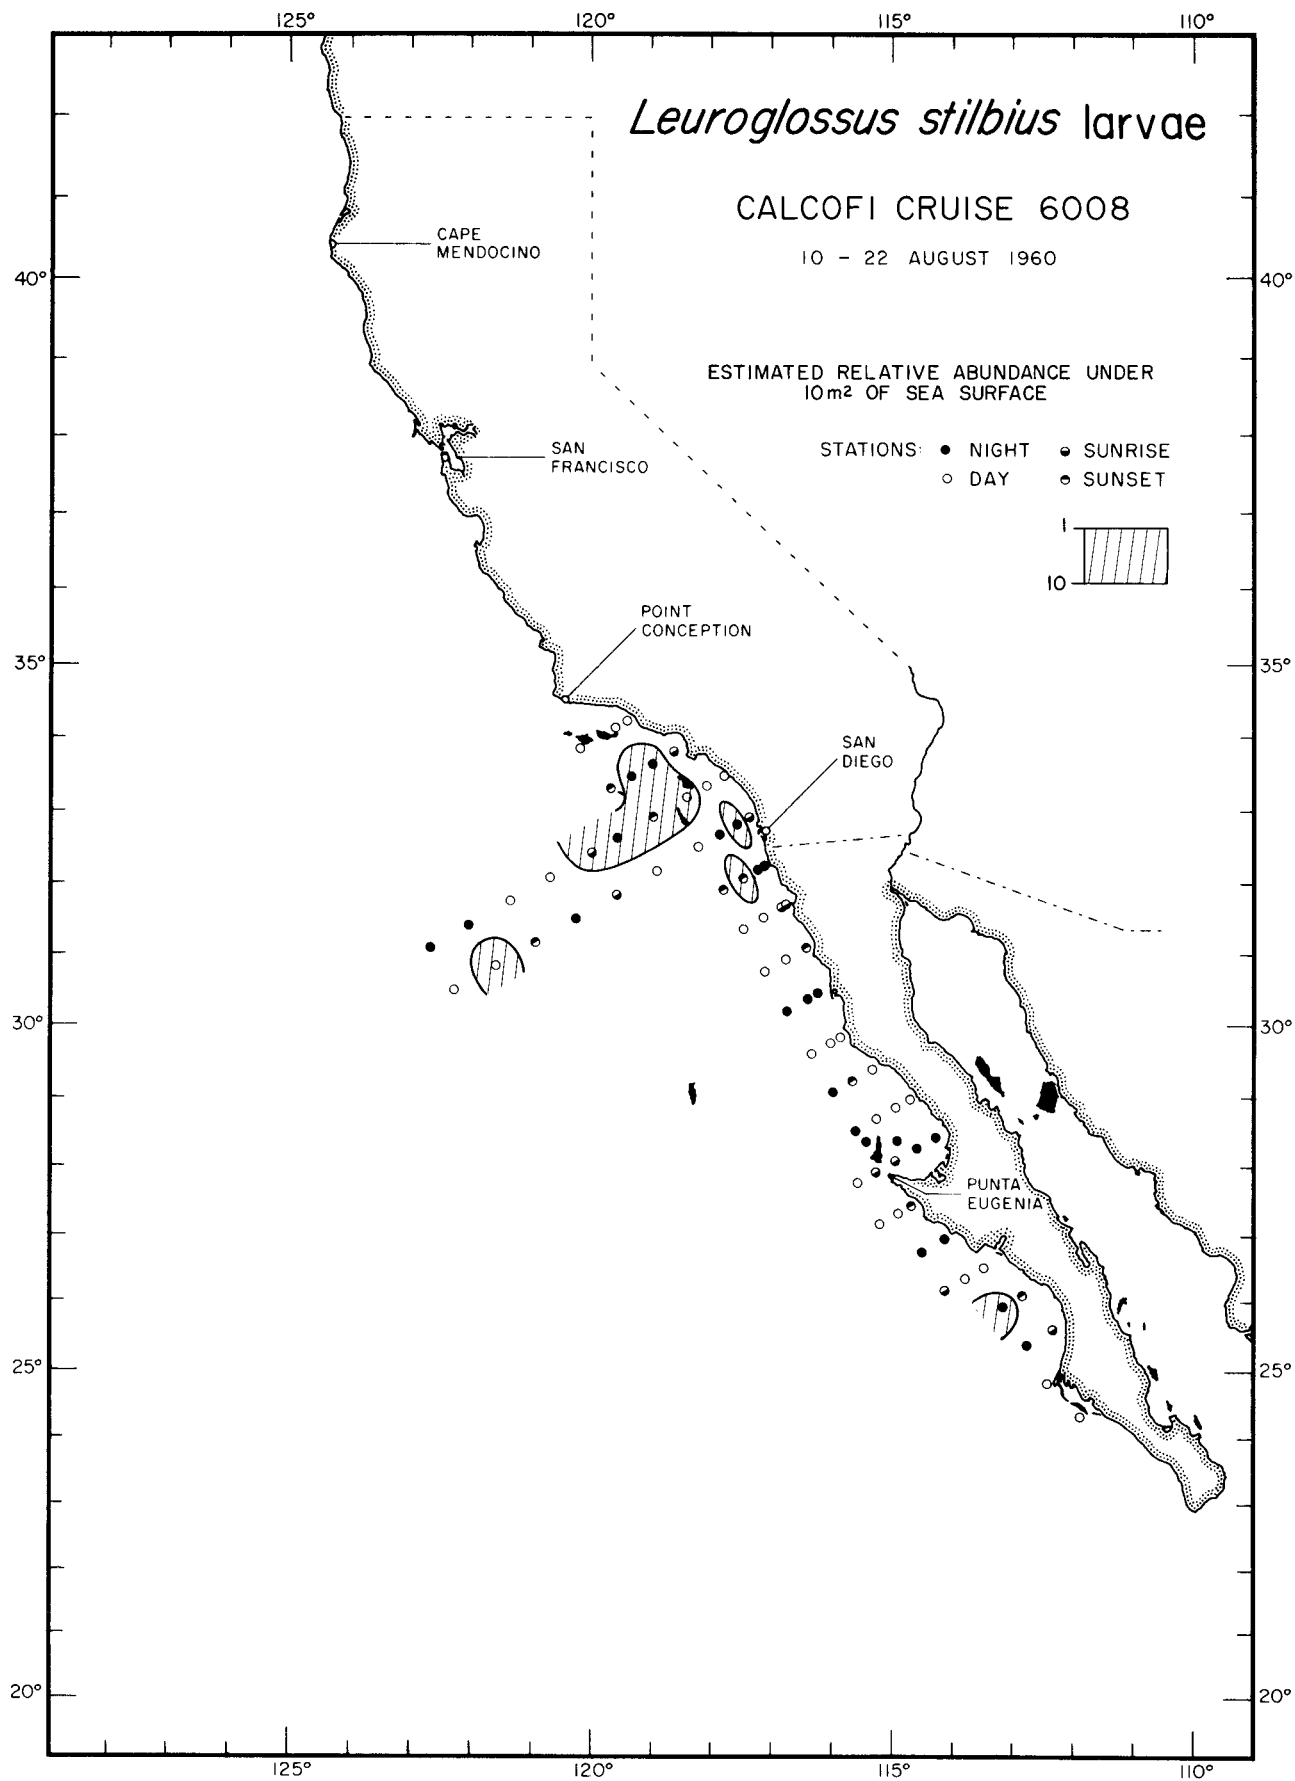 125° 120° 115° 110°
Leuroglossus stilbius larvae
CALCOFI CRUISE 6008
10 – 22 AUGUST 1960
CAPE
MENDOCINO
40° 40°
ESTIMATED RELATIVE ABUNDANCE UNDER
10m² OF SEA SURFACE
STATIONS: NIGHT SUNRISE
DAY SUNSET
SAN
FRANCISCO
1
10
POINT
CONCEPTION
35° 35°
SAN
DIEGO
30° 30°
PUNTA
EUGENIA
25° 25°
20° 20°
125° 120° 115° 110°